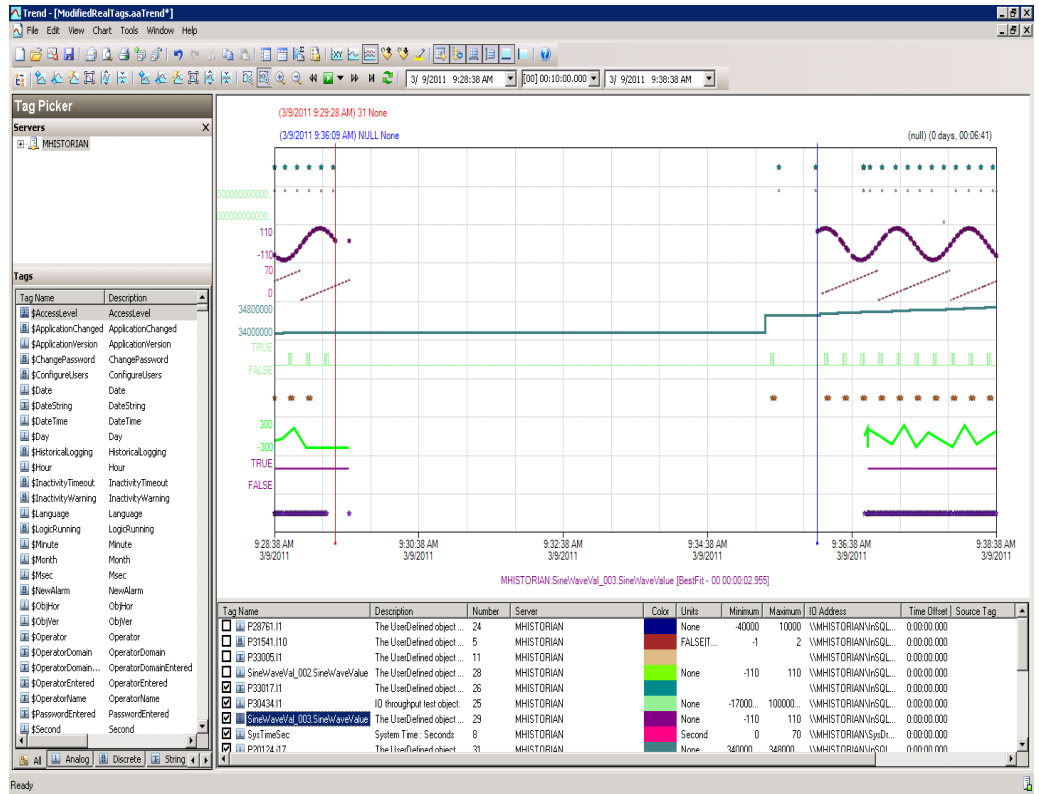 Trend - [ModifiedRealTags.aaTrend*]
File Edit View Chart Tools Window Help
3/ 9/2011 9:28:38 AM [00] 00:10:00.000 3/ 9/2011 9:38:38 AM
Tag Picker
Servers X
MHISTORIAN
Tags
Tag Name Description
$AccessLevel AccessLevel
$ApplicationChanged ApplicationChanged
$ApplicationVersion ApplicationVersion
$ChangePassword ChangePassword
$ConfigureUsers ConfigureUsers
$Date Date
$DateString DateString
$DateTime DateTime
$Day Day
$HistoricalLogging HistoricalLogging
$Hour Hour
$InactivityTimeout InactivityTimeout
$InactivityWarning InactivityWarning
$Language Language
$LogicRunning LogicRunning
$Minute Minute
$Month Month
$Msec Msec
$NewAlarm NewAlarm
$ObjHor ObjHor
$ObjVer ObjVer
$Operator Operator
$OperatorDomain OperatorDomain
$OperatorDomain... OperatorDomainEntered
$OperatorEntered OperatorEntered
$OperatorName OperatorName
$PasswordEntered PasswordEntered
$Second Second
All Analog Discrete String
(3/9/2011 9:29:28 AM) 31 None
(3/9/2011 9:36:09 AM) NULL None (null) (0 days, 00:06:41)
000000000000...
000000000000...
110
-110
70
0
34800000
34000000
TRUE
FALSE
300
-300
TRUE
FALSE
9:28:38 AM 9:30:38 AM 9:32:38 AM 9:34:38 AM 9:36:38 AM 9:38:38 AM
3/9/2011 3/9/2011 3/9/2011 3/9/2011 3/9/2011 3/9/2011
MHISTORIAN:SineWaveVal_003.SineWaveValue [BestFit - 00 00:00:02.955]
Tag Name Description Number Server Color Units Minimum Maximum IO Address Time Offset Source Tag
P28761.I1 The UserDefined object ... 24 MHISTORIAN None -40000 10000 \\MHISTORIAN\InSQL... 0:00:00.000
P31541.I10 The UserDefined object ... 5 MHISTORIAN FALSE|T... -1 2 \\MHISTORIAN\InSQL... 0:00:00.000
P33005.I1 The UserDefined object ... 11 MHISTORIAN \\MHISTORIAN\InSQL... 0:00:00.000
SineWaveVal_002.SineWaveValue The UserDefined object ... 28 MHISTORIAN None -110 110 \\MHISTORIAN\InSQL... 0:00:00.000
P33017.I1 The UserDefined object ... 26 MHISTORIAN \\MHISTORIAN\InSQL... 0:00:00.000
P30434.I1 IO throughput test object. 25 MHISTORIAN None -17000... 100000... \\MHISTORIAN\InSQL... 0:00:00.000
SineWaveVal_003.SineWaveValue The UserDefined object ... 29 MHISTORIAN None -110 110 \\MHISTORIAN\InSQL... 0:00:00.000
SysTimeSec System Time : Seconds 8 MHISTORIAN Second 0 70 \\MHISTORIAN\SysDr... 0:00:00.000
P20124.i17 The UserDefined object ... 31 MHISTORIAN None 340000... 348000... \\MHISTORIAN\InSQL... 0:00:00.000
Ready